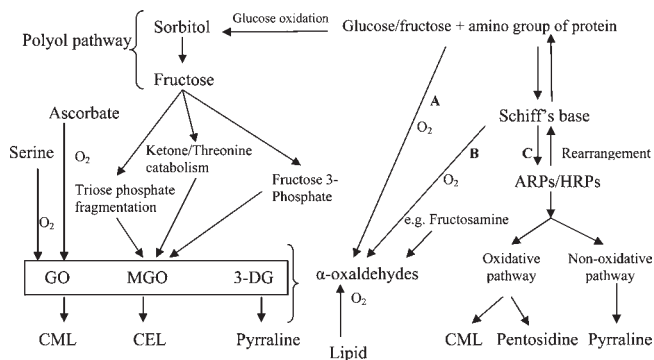 Glucose oxidation
Polyol pathway
Sorbitol
Glucose/fructose + amino group of protein
Fructose
A
O₂
Ascorbate
Schiff's base
Serine
O₂
Ketone/Threonine
catabolism
B
O₂
C
Rearrangement
ARPs/HRPs
Triose phosphate
fragmentation
Fructose 3-
Phosphate
O₂
e.g. Fructosamine
GO
MGO
3-DG
α-oxaldehydes
Oxidative
pathway
Non-oxidative
pathway
O₂
CML
CEL
Pyrraline
Lipid
CML
Pentosidine
Pyrraline